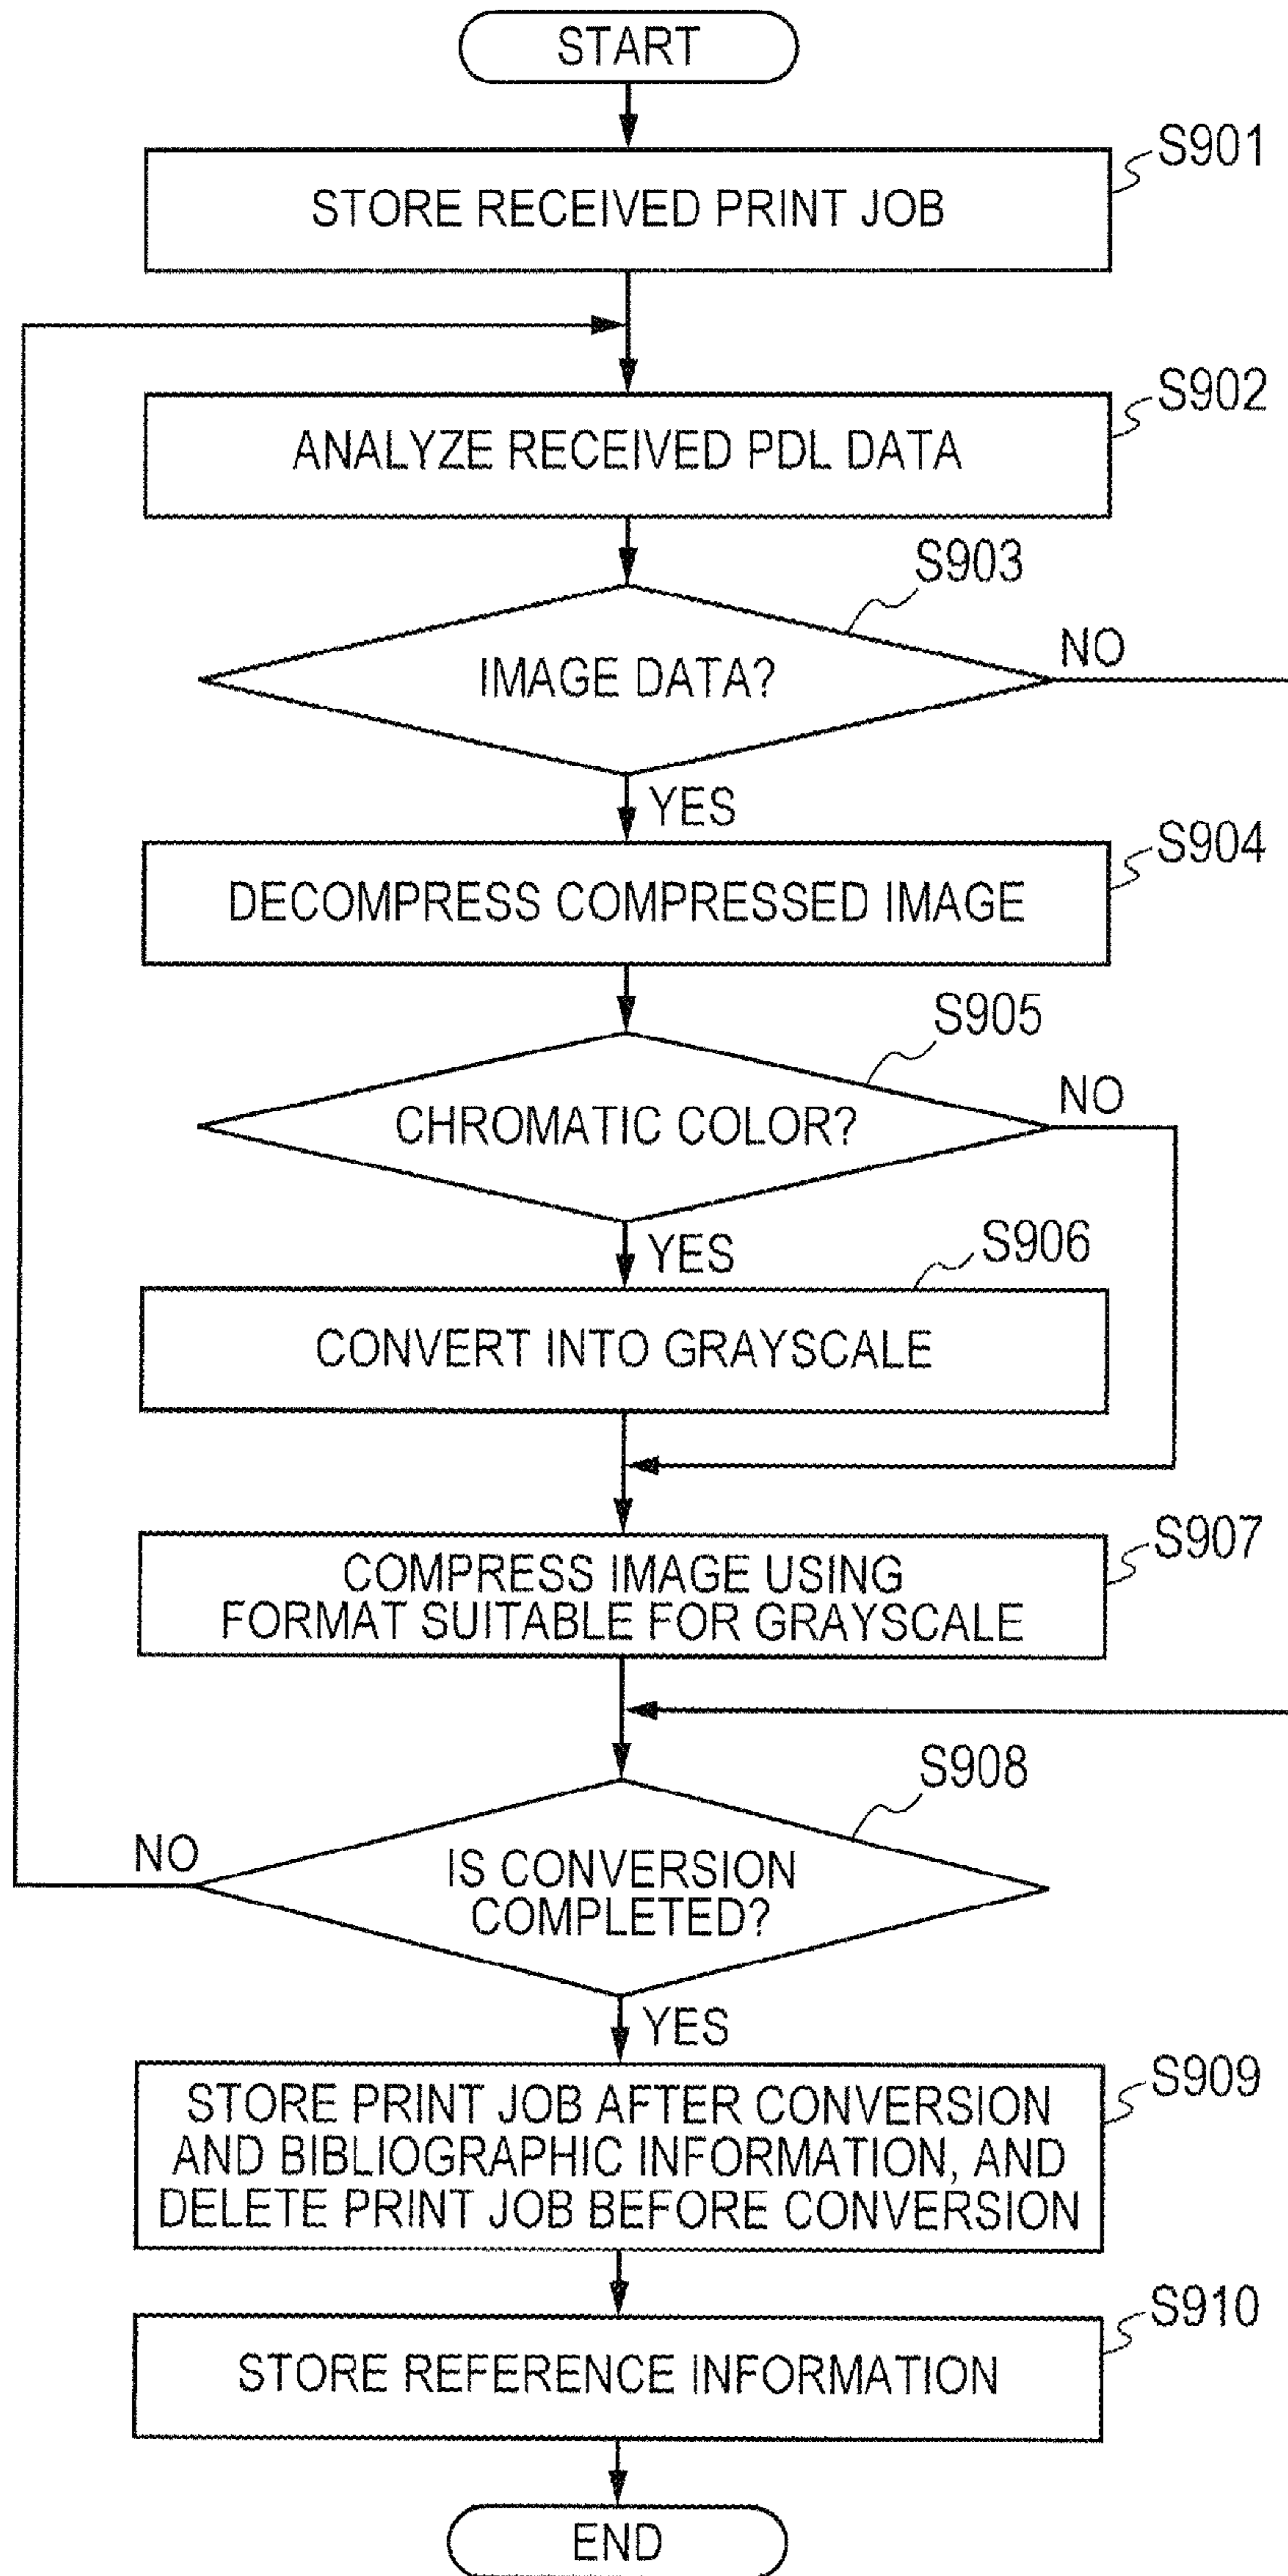 START
S901
STORE RECEIVED PRINT JOB
S902
ANALYZE RECEIVED PDL DATA
S903
IMAGE DATA?
NO
YES
S904
DECOMPRESS COMPRESSED IMAGE
S905
CHROMATIC COLOR?
NO
YES
S906
CONVERT INTO GRAYSCALE
S907
COMPRESS IMAGE USING
FORMAT SUITABLE FOR GRAYSCALE
S908
NO
IS CONVERSION
COMPLETED?
YES
S909
STORE PRINT JOB AFTER CONVERSION
AND BIBLIOGRAPHIC INFORMATION, AND
DELETE PRINT JOB BEFORE CONVERSION
S910
STORE REFERENCE INFORMATION
END